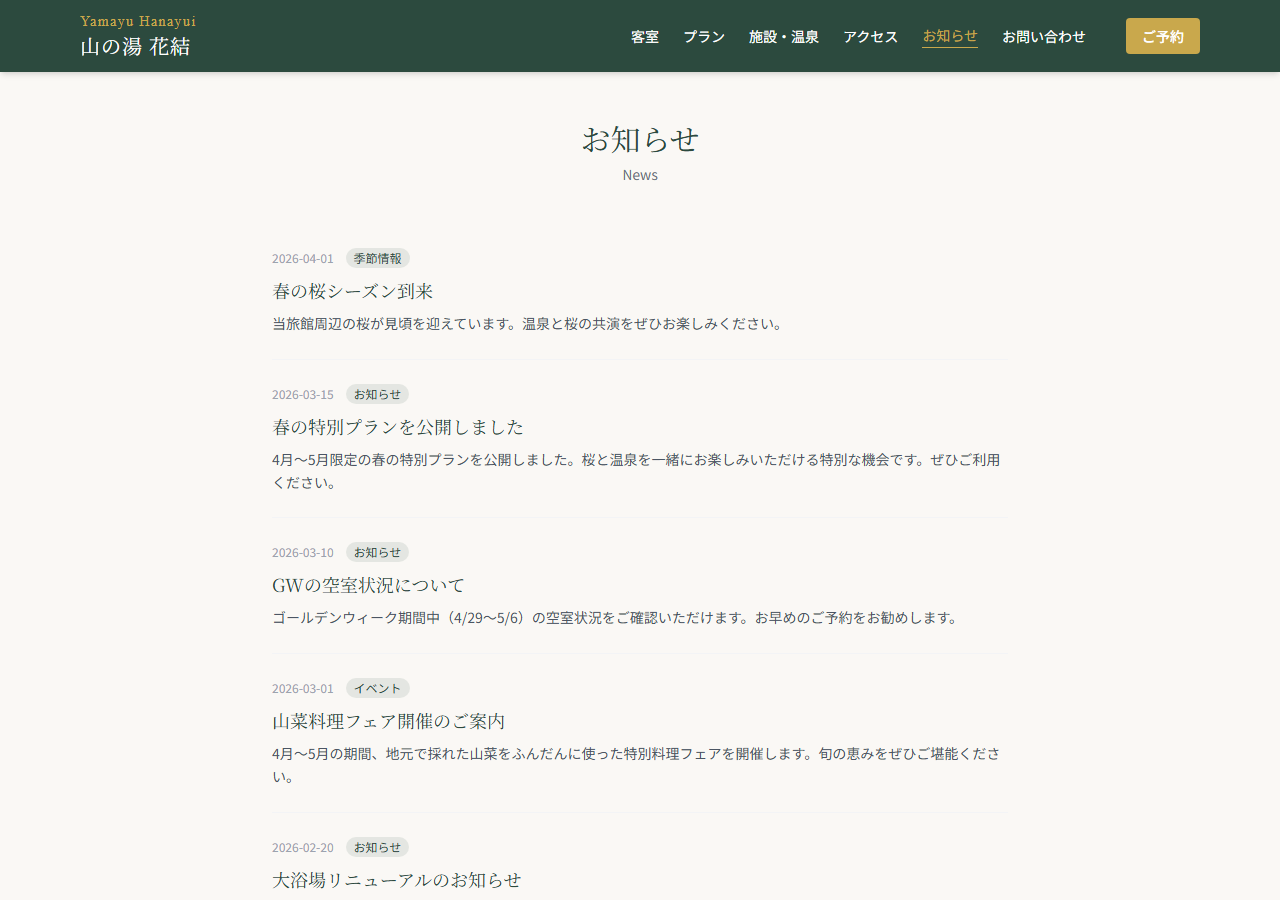 Yamayu Hanayui
山の湯 花結
客室
プラン
施設・温泉
アクセス
お知らせ
お問い合わせ
ご予約
お知らせ
News
2026-04-01 季節情報
春の桜シーズン到来
当旅館周辺の桜が見頃を迎えています。温泉と桜の共演をぜひお楽しみください。
2026-03-15 お知らせ
春の特別プランを公開しました
4月〜5月限定の春の特別プランを公開しました。桜と温泉を一緒にお楽しみいただける特別な機会です。ぜひご利用
ください。
2026-03-10 お知らせ
GWの空室状況について
ゴールデンウィーク期間中（4/29〜5/6）の空室状況をご確認いただけます。お早めのご予約をお勧めします。
2026-03-01 イベント
山菜料理フェア開催のご案内
4月〜5月の期間、地元で採れた山菜をふんだんに使った特別料理フェアを開催します。旬の恵みをぜひご堪能くださ
い。
2026-02-20 お知らせ
大浴場リニューアルのお知らせ